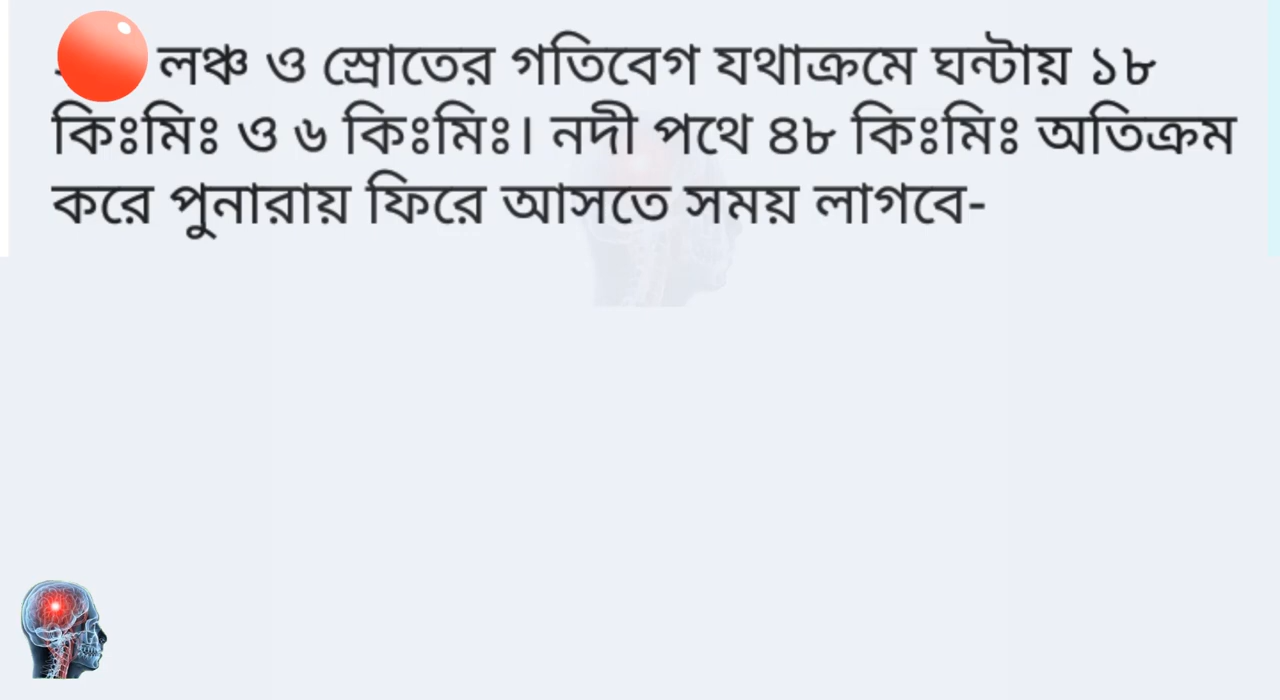 লঞ্চ ও স্রোতের গতিবেগ যথাক্রমে ঘন্টায় ১৮
কিঃমিঃ ও ৬ কিঃমিঃ। নদী পথে ৪৮ কিঃমিঃ অতিক্রম
করে পুনারায় ফিরে আসতে সময় লাগবে-